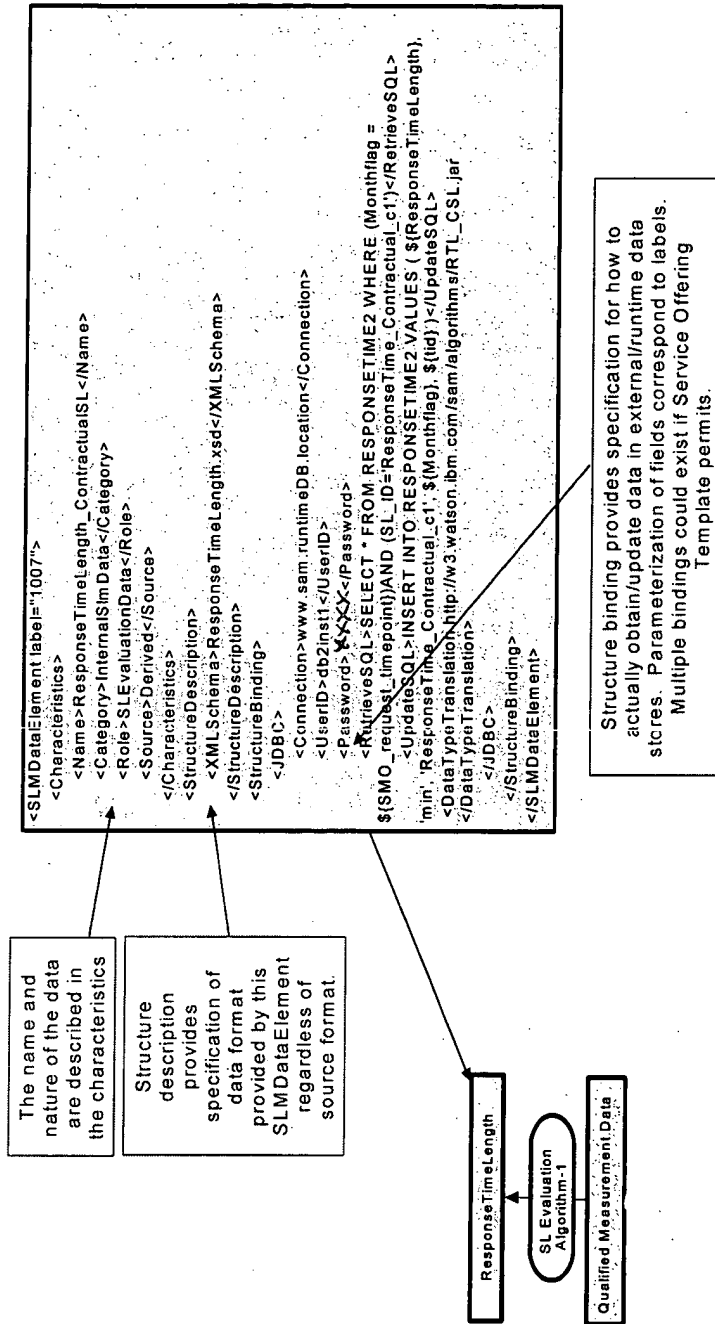 The name and
nature of the data
are described in
the characteristics
Structure
description
provides
specification of
data format
provided by this
SLMDataElement
regardless of
source format.
<SLMDataElement label="1007">
<Characteristics>
<Name>ResponseTimeLength_ContractualSL</Name>
<Category>InternalSlmData</Category>
<Role>SLEvaluationData</Role>
<Source>Derived</Source>
</Characteristics>
<StructureDescription>
<XMLSchema>ResponseTimeLength.xsd</XMLSchema>
</StructureDescription>
<StructureBinding>
<JDBC>
<Connection>www.sam.runtimeDB.location</Connection>
<UserID>db2inst1</UserID>
<Password>XXXX</Password>
<RetrieveSQL>SELECT * FROM RESPONSETIME2 WHERE (Monthflag =
${SMO_request_timepoint})AND (SL_ID='ResponseTime_Contractual_c1')</RetrieveSQL>
<UpdateSQL>INSERT INTO RESPONSETIME2 VALUES ( ${ResponseTimeLength},
'min', 'ResponseTime_Contractual_c1', ${Monthflag}, ${tid} )</UpdateSQL>
<DataTypeTranslation>http://w3.watson.ibm.com/sam/algorithms/RTL_CSL.jar
</DataTypeTranslation>
</JDBC>
</StructureBinding>
</SLMDataElement>
Structure binding provides specification for how to
actually obtain/update data in external/runtime data
stores. Parameterization of fields correspond to labels.
Multiple bindings could exist if Service Offering
Template permits.
ResponseTimeLength
SL Evaluation
Algorithm-1
Qualified Measurement Data